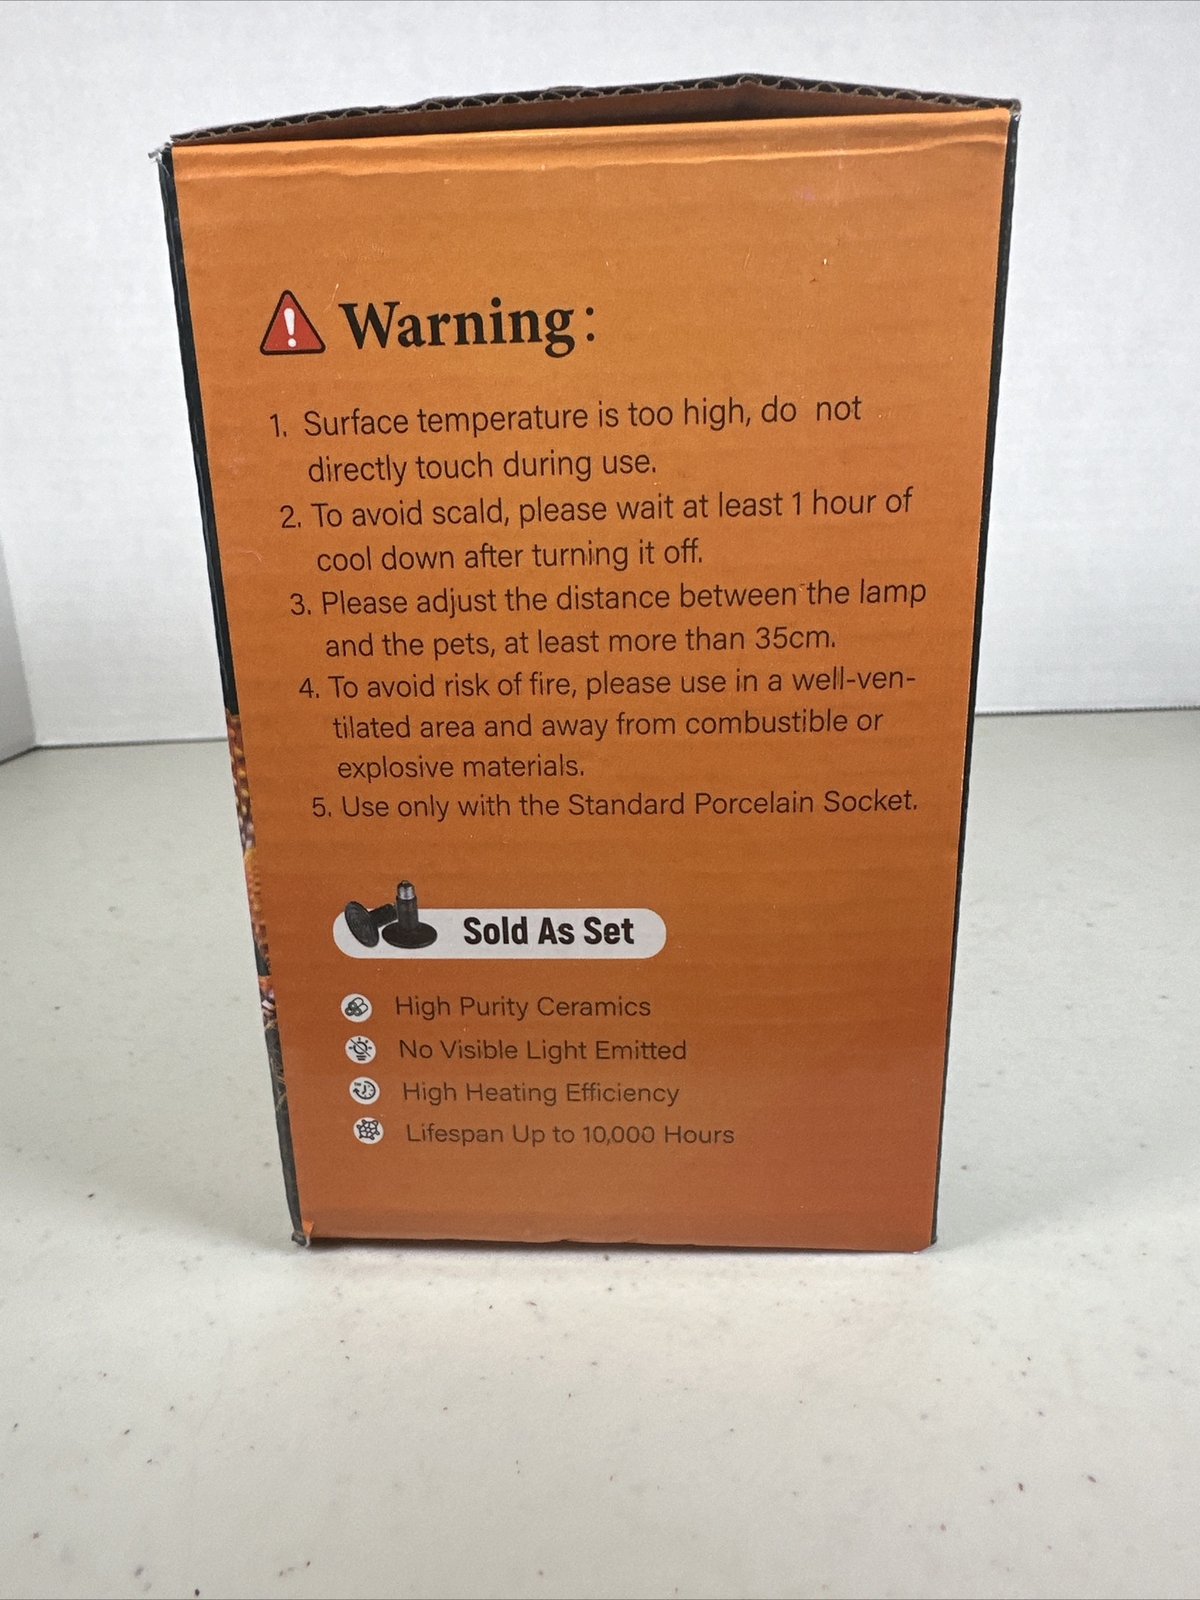 Warning:
1. Surface temperature is too high, do not
directly touch during use.
2. To avoid scald, please wait at least 1 hour of
cool down after turning it off.
3. Please adjust the distance between the lamp
and the pets, at least more than 35cm.
4. To avoid risk of fire, please use in a well-ven-
tilated area and away from combustible or
explosive materials.
5. Use only with the Standard Porcelain Socket.
Sold As Set
High Purity Ceramics
No Visible Light Emitted
High Heating Efficiency
Lifespan Up to 10,000 Hours